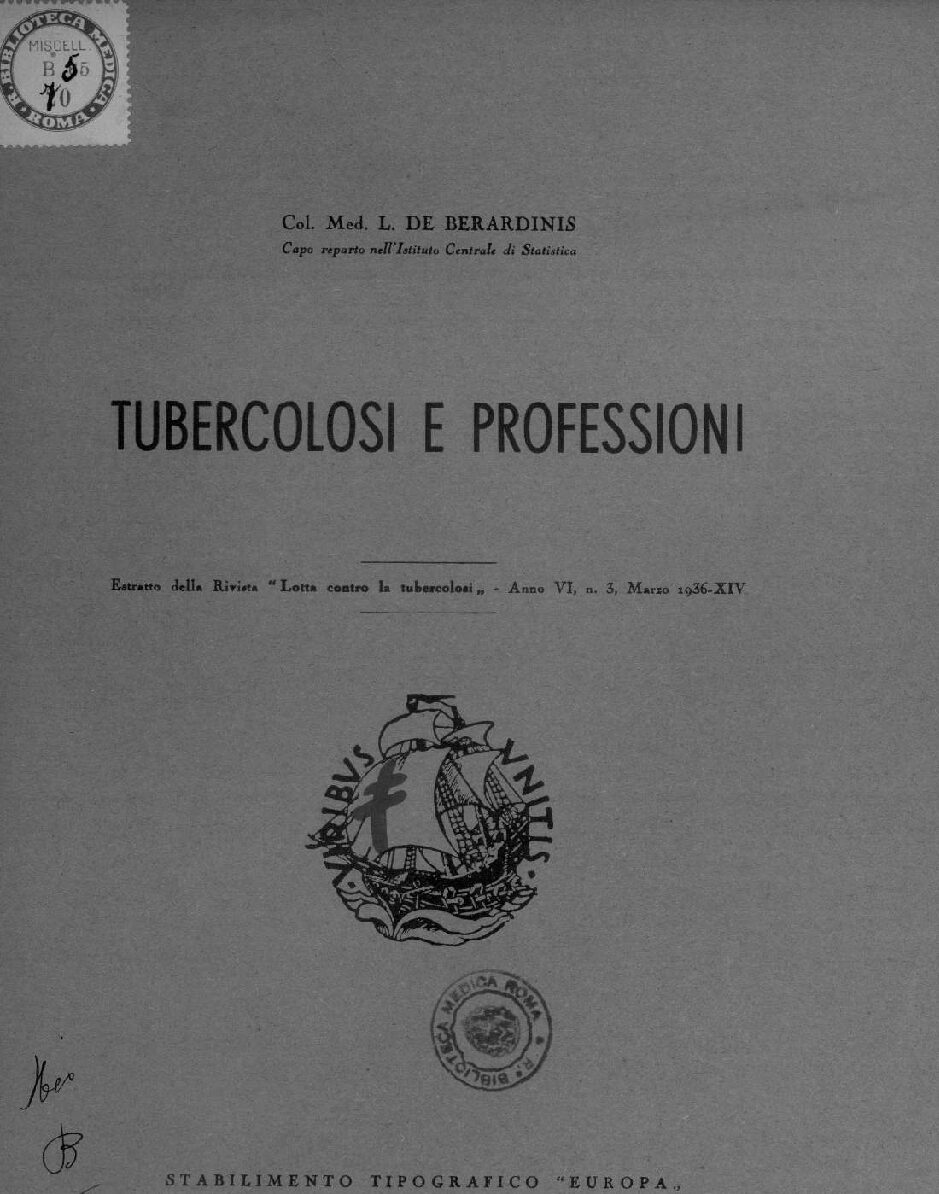 R. BIBLIOTECA MEDICA
MISCELL.
B 5
70
· ROMA ·
Col. Med. L. DE BERARDINIS
Capo reparto nell'Istituto Centrale di Statistica
TUBERCOLOSI E PROFESSIONI
Estratto della Rivista "Lotta contro la tubercolosi„ - Anno VI, n. 3, Marzo 1936-XIV
· VIRIBVS VNITIS ·
R.ª BIBLIOTECA MEDICA ROMA
B
STABILIMENTO TIPOGRAFICO "EUROPA„